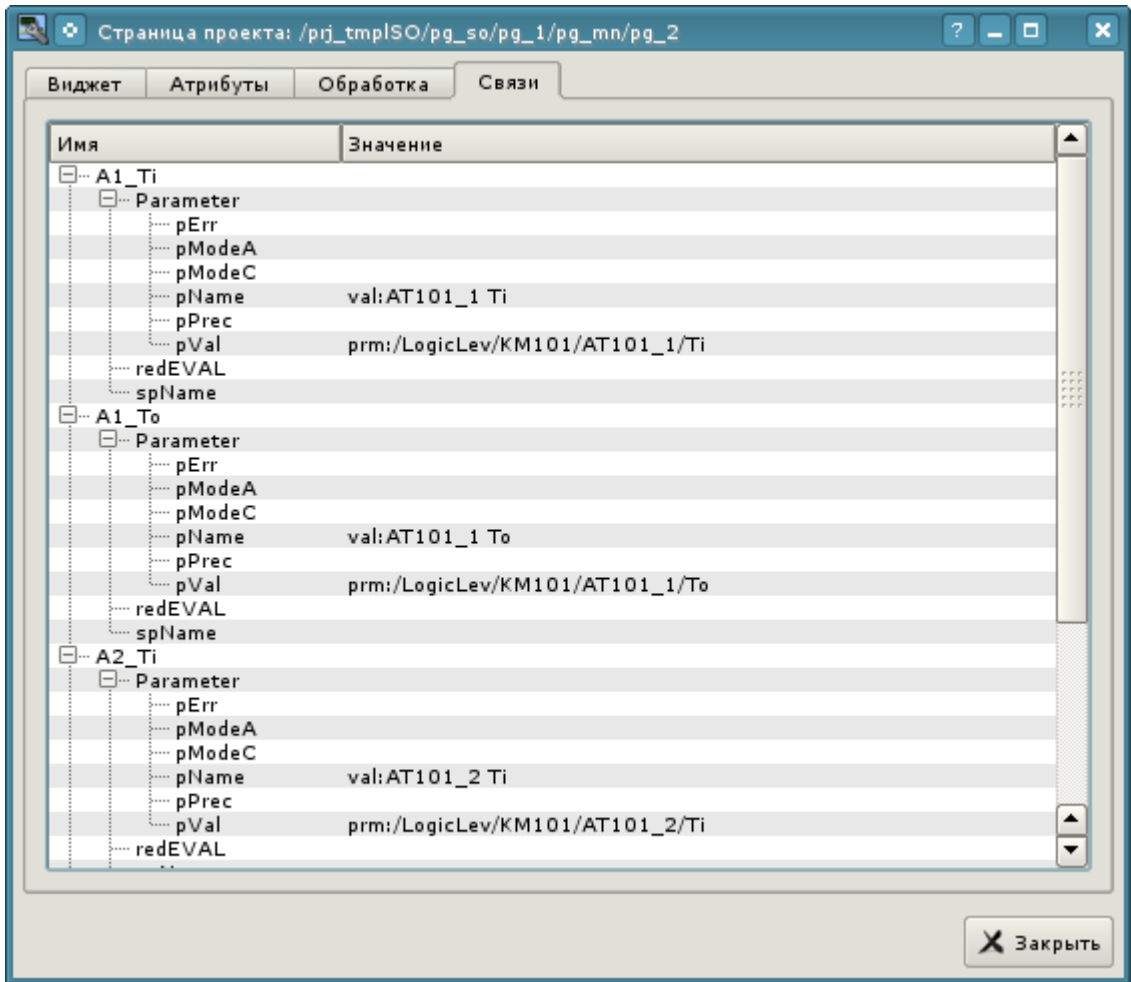 Страница проекта: /prj_tmplSO/pg_so/pg_1/pg_mn/pg_2 ?
Виджет Атрибуты Обработка Связи
Имя Значение
A1_Ti
Parameter
pErr
pModeA
pModeC
pName val:AT101_1 Ti
pPrec
pVal prm:/LogicLev/KM101/AT101_1/Ti
redEVAL
spName
A1_To
Parameter
pErr
pModeA
pModeC
pName val:AT101_1 To
pPrec
pVal prm:/LogicLev/KM101/AT101_1/To
redEVAL
spName
A2_Ti
Parameter
pErr
pModeA
pModeC
pName val:AT101_2 Ti
pPrec
pVal prm:/LogicLev/KM101/AT101_2/Ti
redEVAL
Закрыть